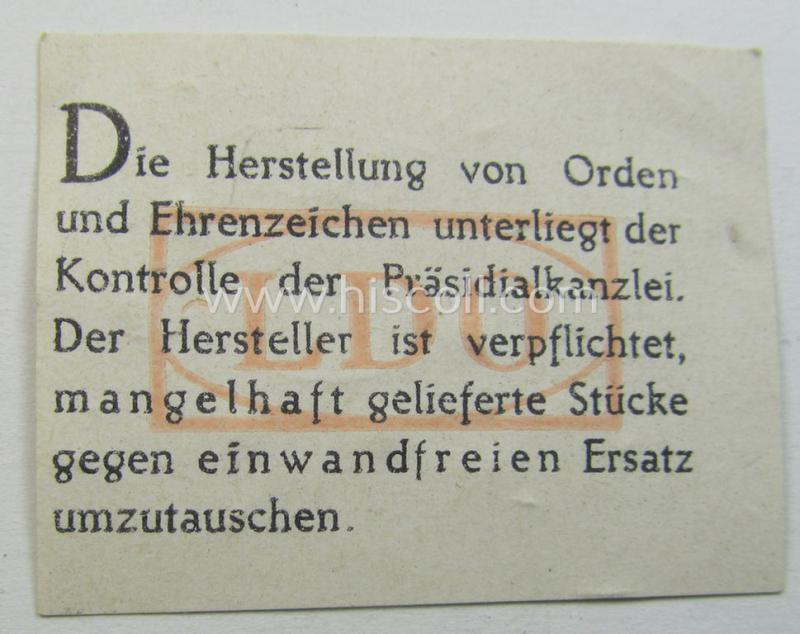 Die Herstellung von Orden
und Ehrenzeichen unterliegt der
Kontrolle der Präsidialkanzlei.
www.hiscoll.com
LDO
Der Hersteller ist verpflichtet,
mangelhaft gelieferte Stücke
gegen einwandfreien Ersatz
umzutauschen.